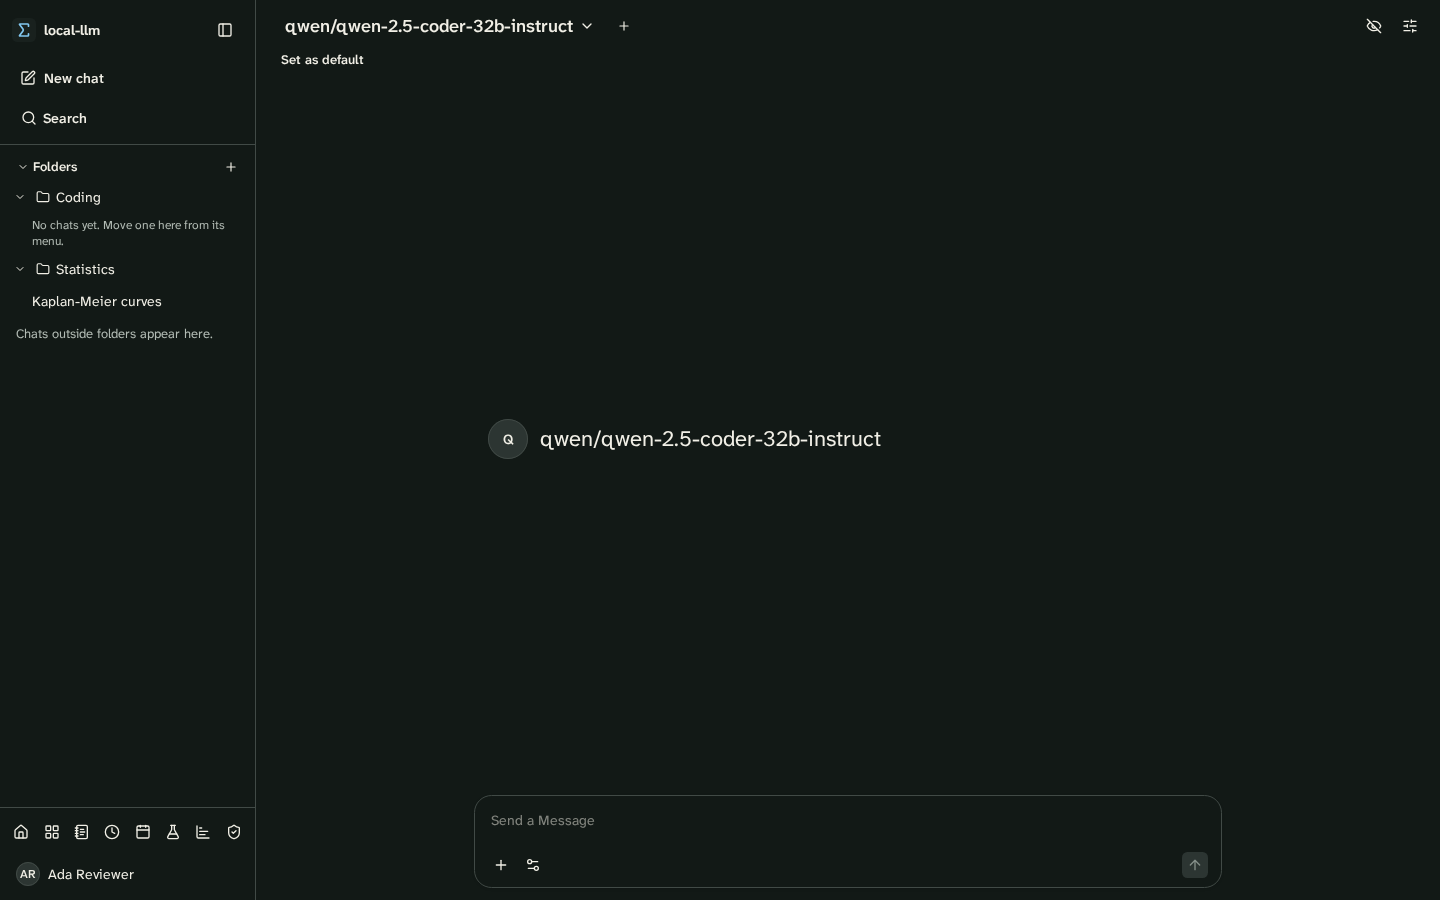 local-llm
New chat
Search
Folders
Coding
No chats yet. Move one here from its
menu.
Statistics
Kaplan-Meier curves
Chats outside folders appear here.
AR
Ada Reviewer
qwen/qwen-2.5-coder-32b-instruct
Set as default
Q
qwen/qwen-2.5-coder-32b-instruct
Send a Message